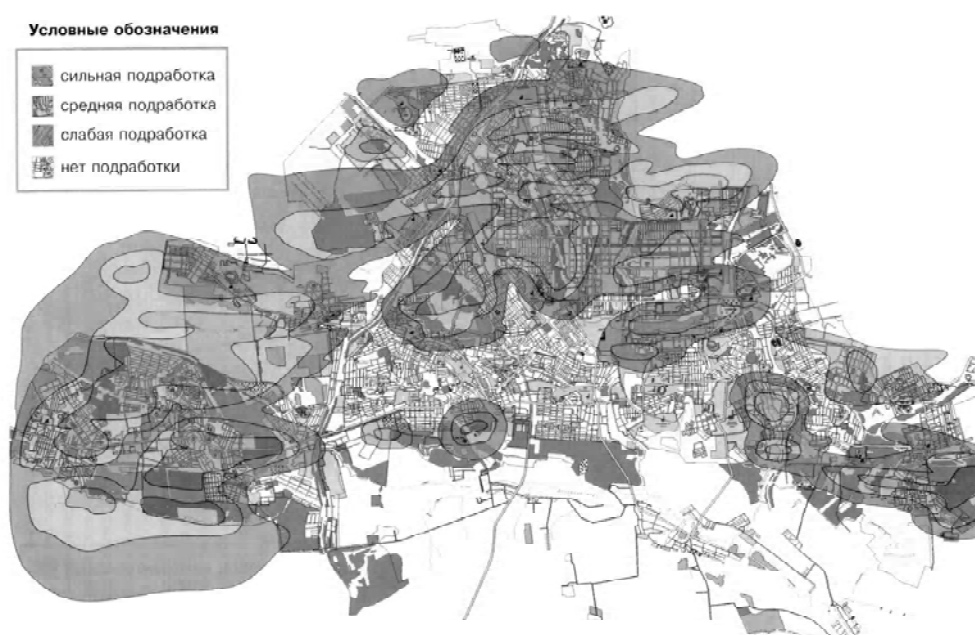 Условные обозначения
сильная подработка
средняя подработка
слабая подработка
нет подработки